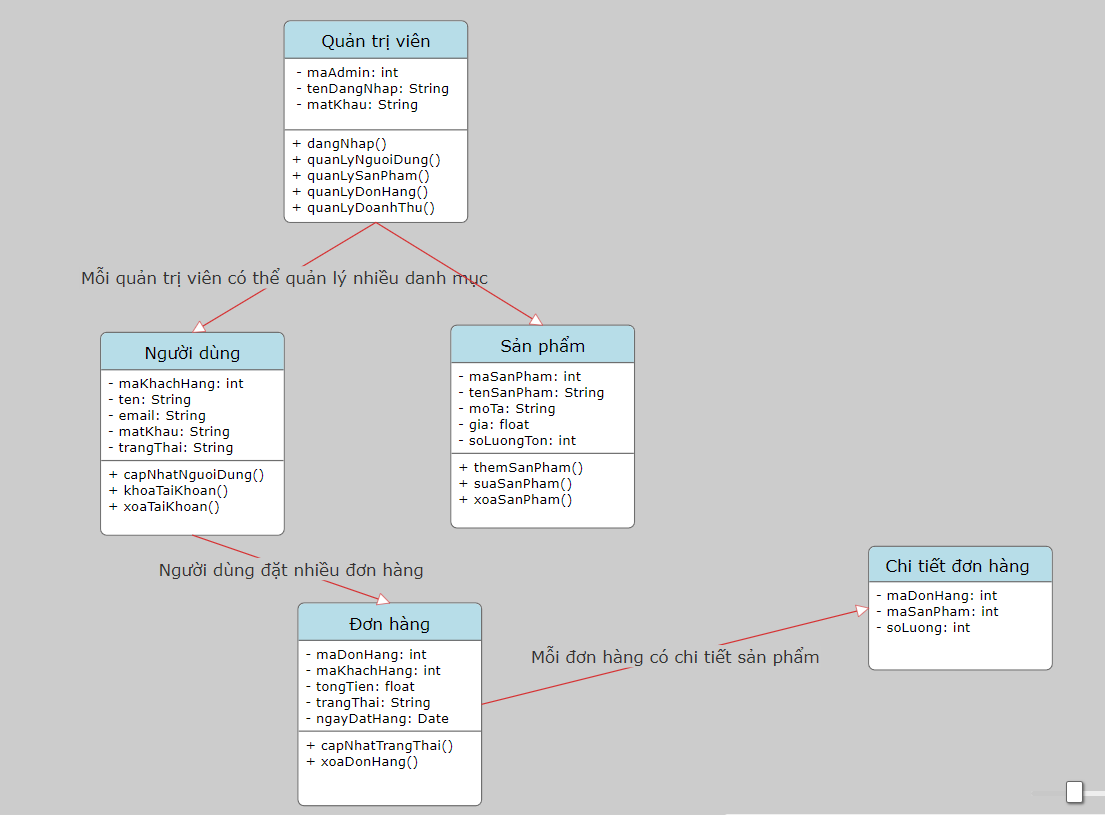 Quản trị viên
- maAdmin: int
- tenDangNhap: String
- matKhau: String
+ dangNhap()
+ quanLyNguoiDung()
+ quanLySanPham()
+ quanLyDonHang()
+ quanLyDoanhThu()
Mỗi quản trị viên có thể quản lý nhiều danh mục
Người dùng
- maKhachHang: int
- ten: String
- email: String
- matKhau: String
- trangThai: String
+ capNhatNguoiDung()
+ khoaTaiKhoan()
+ xoaTaiKhoan()
Sản phẩm
- maSanPham: int
- tenSanPham: String
- moTa: String
- gia: float
- soLuongTon: int
+ themSanPham()
+ suaSanPham()
+ xoaSanPham()
Người dùng đặt nhiều đơn hàng
Đơn hàng
- maDonHang: int
- maKhachHang: int
- tongTien: float
- trangThai: String
- ngayDatHang: Date
+ capNhatTrangThai()
+ xoaDonHang()
Mỗi đơn hàng có chi tiết sản phẩm
Chi tiết đơn hàng
- maDonHang: int
- maSanPham: int
- soLuong: int